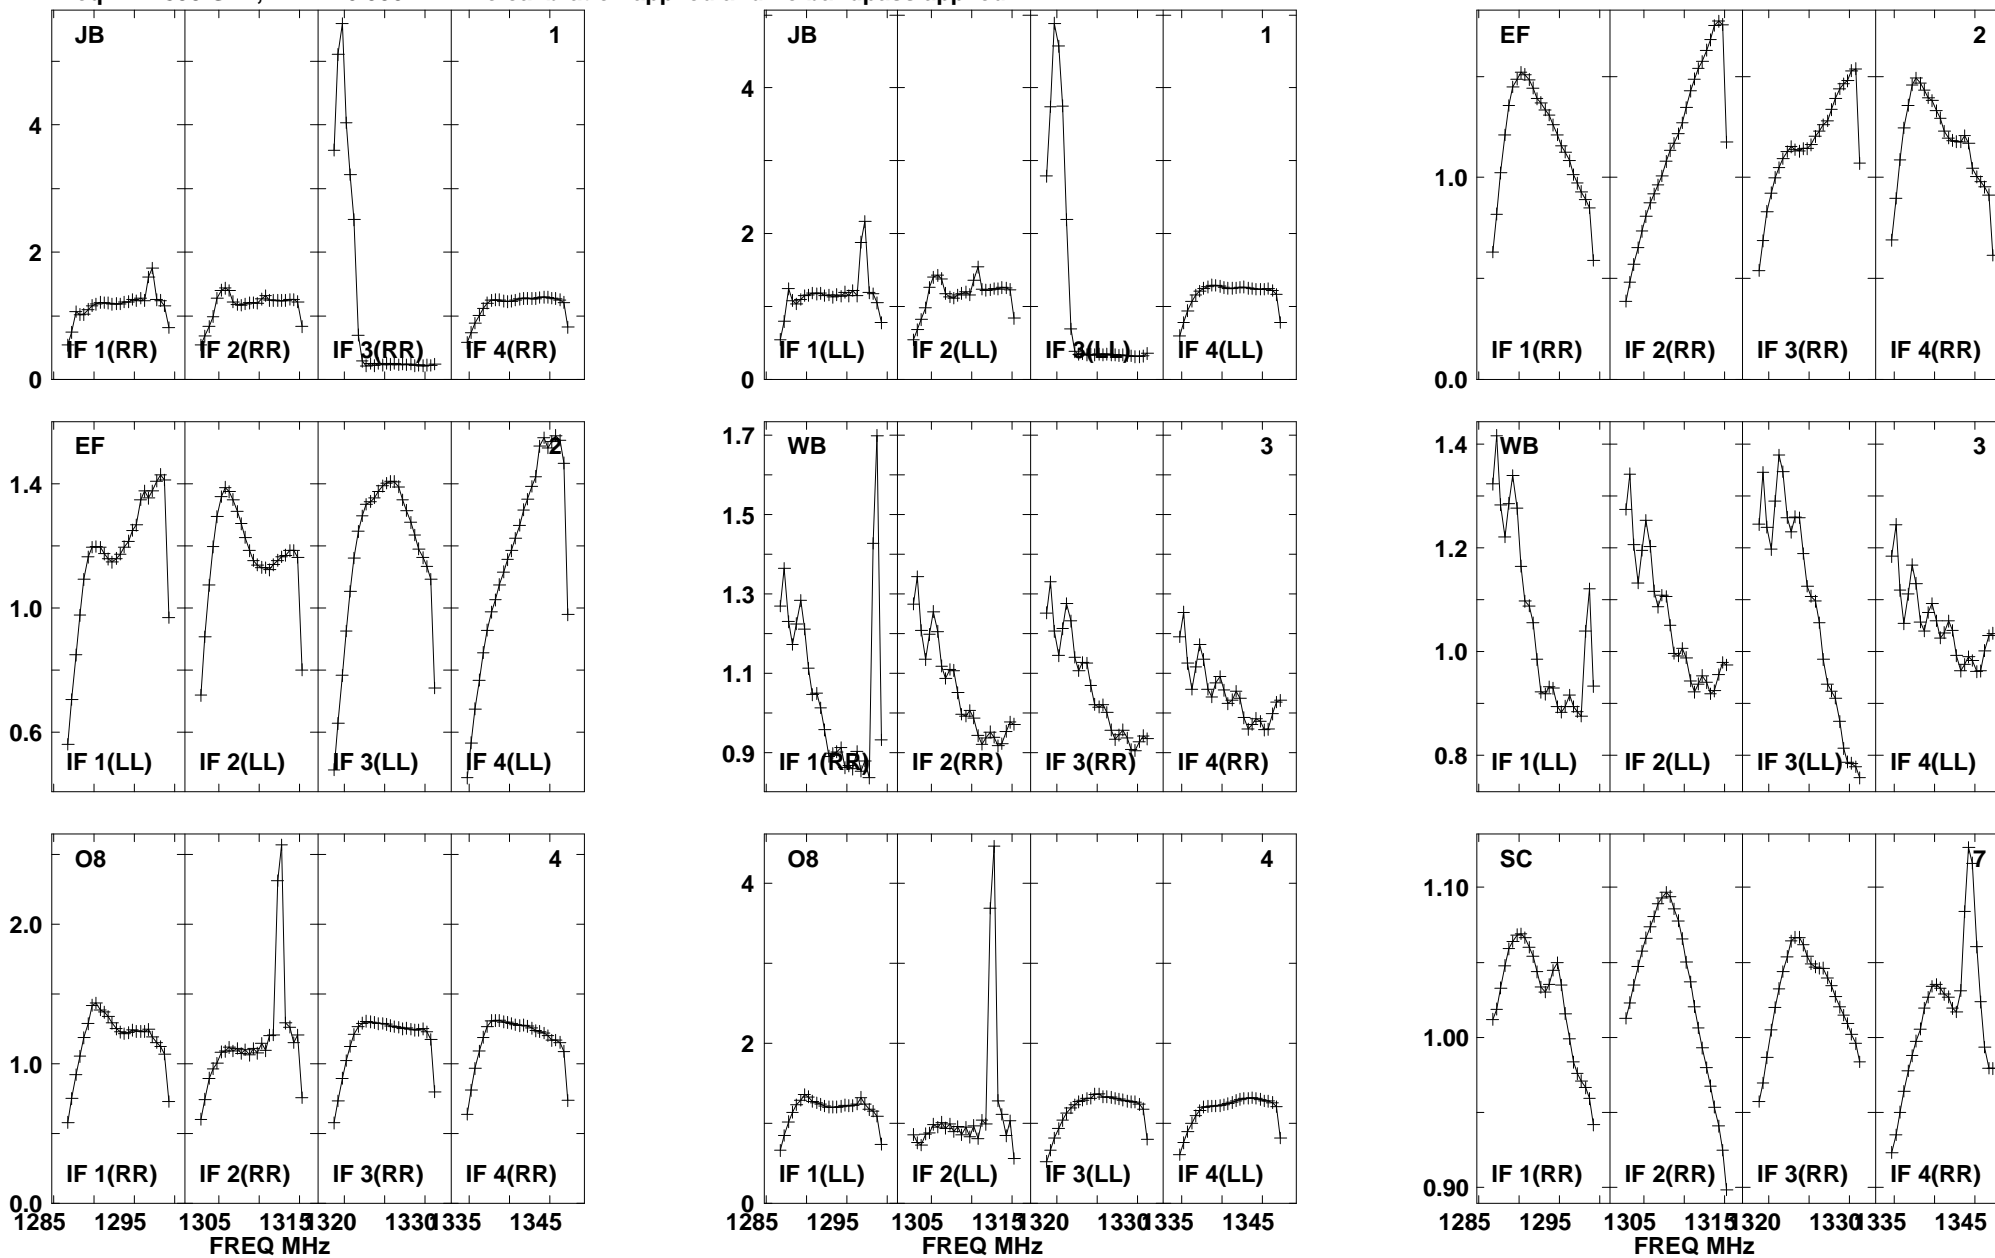 JB 1
4
2
0
IF 1(RR) IF 2(RR) IF 3(RR) IF 4(RR)
JB 1
4
2
0
IF 1(LL) IF 2(LL) IF 3(LL) IF 4(LL)
EF 2
1.0
0.0
IF 1(RR) IF 2(RR) IF 3(RR) IF 4(RR)
EF 2
1.4
1.0
0.6
IF 1(LL) IF 2(LL) IF 3(LL) IF 4(LL)
WB 3
1.7
1.5
1.3
1.1
0.9
IF 1(RR) IF 2(RR) IF 3(RR) IF 4(RR)
WB 3
1.4
1.2
1.0
0.8
IF 1(LL) IF 2(LL) IF 3(LL) IF 4(LL)
O8 4
2.0
1.0
0.0
IF 1(RR) IF 2(RR) IF 3(RR) IF 4(RR)
1285 1295 1305 1315 1320 1330 1335 1345
FREQ MHz
O8 4
4
2
0
IF 1(LL) IF 2(LL) IF 3(LL) IF 4(LL)
1285 1295 1305 1315 1320 1330 1335 1345
FREQ MHz
SC 7
1.10
1.00
0.90
IF 1(RR) IF 2(RR) IF 3(RR) IF 4(RR)
1285 1295 1305 1315 1320 1330 1335 1345
FREQ MHz